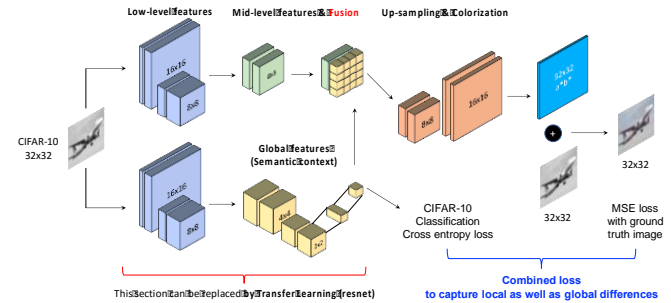 Low-level features
Mid-level features & Fusion
Up-sampling & Colorization
16x16
8x8
8x8
32x32
a*b*
16x16
8x8
CIFAR-10
32x32
Global features
(Semantic context)
16x16
8x8
4x4
2x2
32x32
CIFAR-10
Classification
Cross entropy loss
MSE loss
with ground
truth image
Combined loss
to capture local as well as global differences
This section can be replaced by Transfer Learning (resnet)